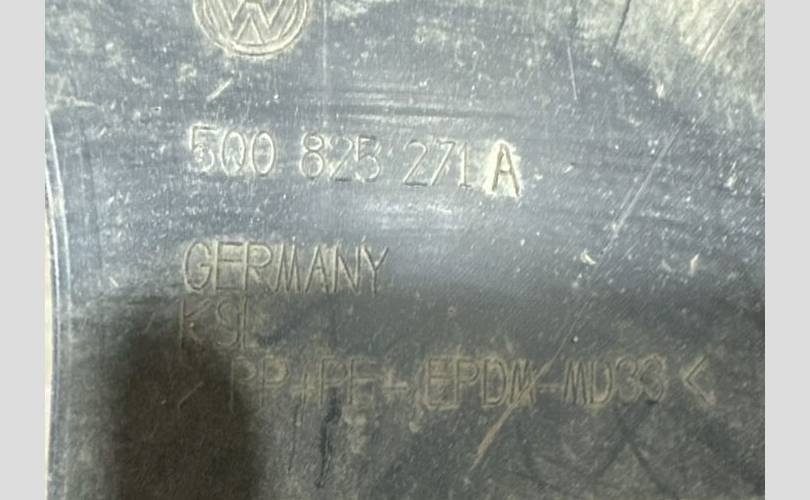 5Q0 825 271 A
GERMANY
KSL
>PP+PE+EPDM-MD33<